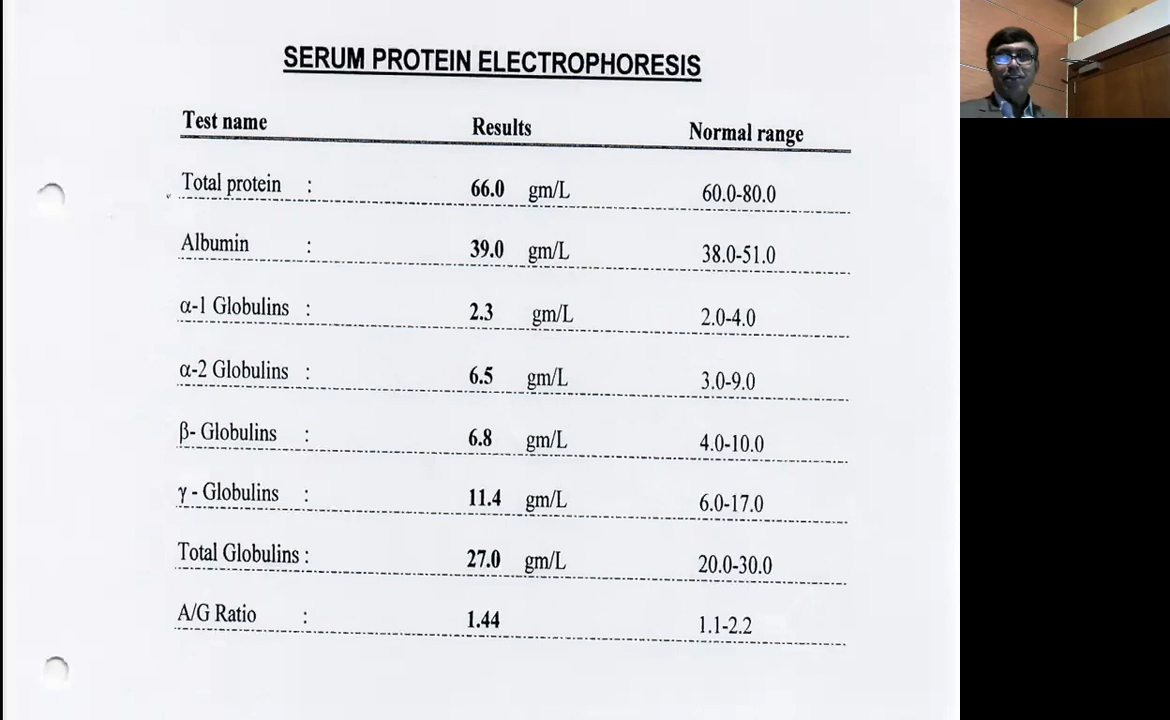 SERUM PROTEIN ELECTROPHORESIS
Test name Results Normal range
Total protein : 66.0 gm/L 60.0-80.0
Albumin : 39.0 gm/L 38.0-51.0
α-1 Globulins : 2.3 gm/L 2.0-4.0
α-2 Globulins : 6.5 gm/L 3.0-9.0
β- Globulins : 6.8 gm/L 4.0-10.0
γ - Globulins : 11.4 gm/L 6.0-17.0
Total Globulins : 27.0 gm/L 20.0-30.0
A/G Ratio : 1.44 1.1-2.2